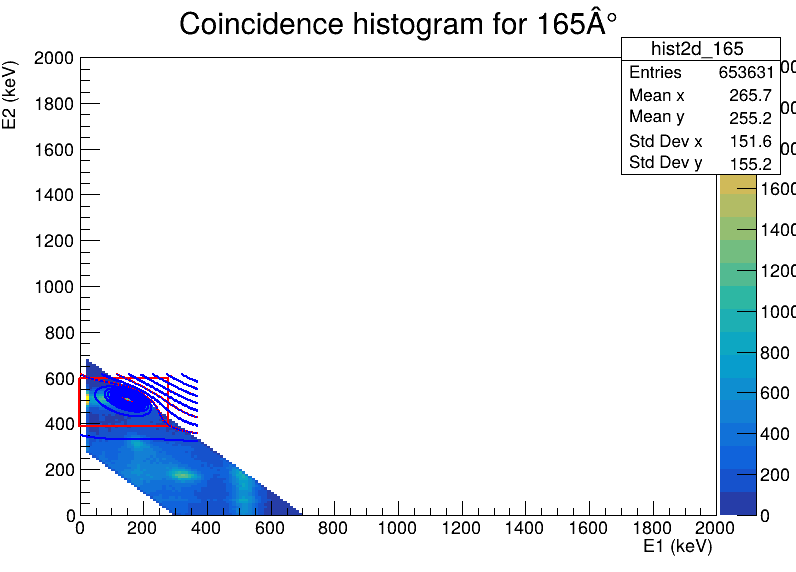 Coincidence histogram for 165Â°
hist2d_165
Entries 653631
Mean x 265.7
Mean y 255.2
Std Dev x 151.6
Std Dev y 155.2
E2 (keV)
2000
1800
1600
1400
1200
1000
800
600
400
200
0
0 200 400 600 800 1000 1200 1400 1600 1800 2000
E1 (keV)
1600
1400
1200
1000
800
600
400
200
0